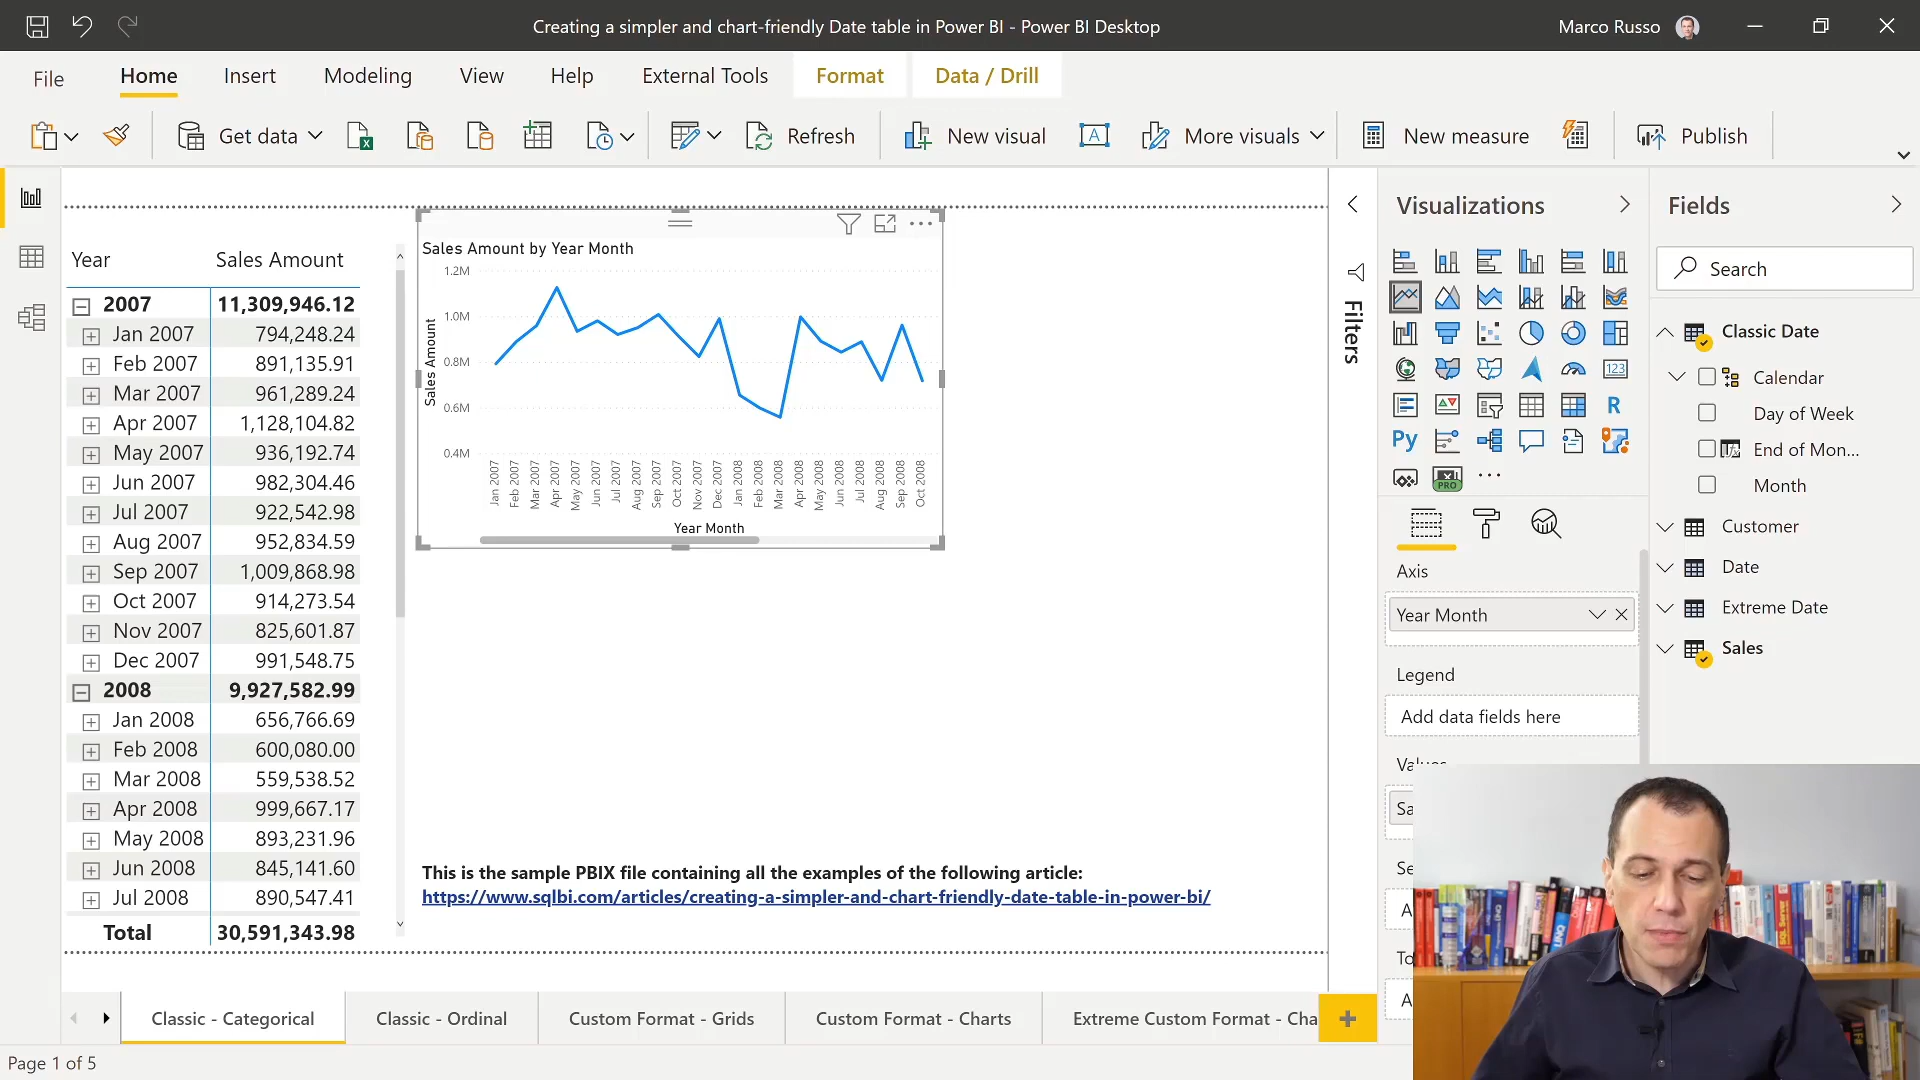 Creating a simpler and chart-friendly Date table in Power BI - Power BI Desktop
Marco Russo
File
Home
Insert
Modeling
View
Help
External Tools
Format
Data / Drill
Get data
Refresh
New visual
More visuals
New measure
Publish
Year Sales Amount
2007 11,309,946.12
Jan 2007 794,248.24
Feb 2007 891,135.91
Mar 2007 961,289.24
Apr 2007 1,128,104.82
May 2007 936,192.74
Jun 2007 982,304.46
Jul 2007 922,542.98
Aug 2007 952,834.59
Sep 2007 1,009,868.98
Oct 2007 914,273.54
Nov 2007 825,601.87
Dec 2007 991,548.75
2008 9,927,582.99
Jan 2008 656,766.69
Feb 2008 600,080.00
Mar 2008 559,538.52
Apr 2008 999,667.17
May 2008 893,231.96
Jun 2008 845,141.60
Jul 2008 890,547.41
Total 30,591,343.98
Sales Amount by Year Month
1.2M
1.0M
0.8M
0.6M
0.4M
Sales Amount
Jan 2007
Feb 2007
Mar 2007
Apr 2007
May 2007
Jun 2007
Jul 2007
Aug 2007
Sep 2007
Oct 2007
Nov 2007
Dec 2007
Jan 2008
Feb 2008
Mar 2008
Apr 2008
May 2008
Jun 2008
Jul 2008
Aug 2008
Sep 2008
Oct 2008
Year Month
This is the sample PBIX file containing all the examples of the following article:
https://www.sqlbi.com/articles/creating-a-simpler-and-chart-friendly-date-table-in-power-bi/
Filters
Visualizations
123
R
Py
PRO
Axis
Year Month
Legend
Add data fields here
Values
Sa
Se
A
To
A
Fields
Search
Classic Date
Calendar
Day of Week
End of Mon...
Month
Customer
Date
Extreme Date
Sales
Classic - Categorical
Classic - Ordinal
Custom Format - Grids
Custom Format - Charts
Extreme Custom Format - Cha
Page 1 of 5